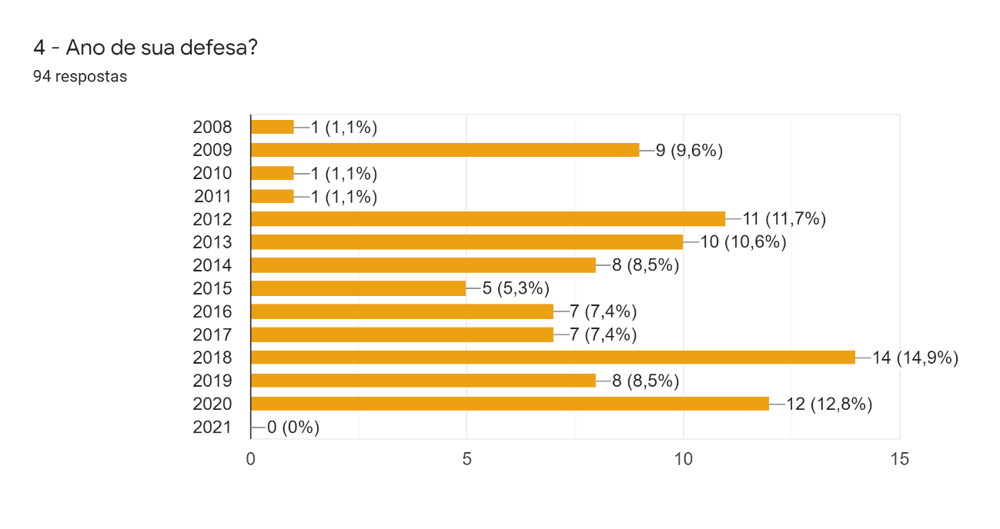 4 - Ano de sua defesa?
94 respostas
2008 1 (1,1%)
2009 9 (9,6%)
2010 1 (1,1%)
2011 1 (1,1%)
2012 11 (11,7%)
2013 10 (10,6%)
2014 8 (8,5%)
2015 5 (5,3%)
2016 7 (7,4%)
2017 7 (7,4%)
2018 14 (14,9%)
2019 8 (8,5%)
2020 12 (12,8%)
2021 0 (0%)
0 5 10 15